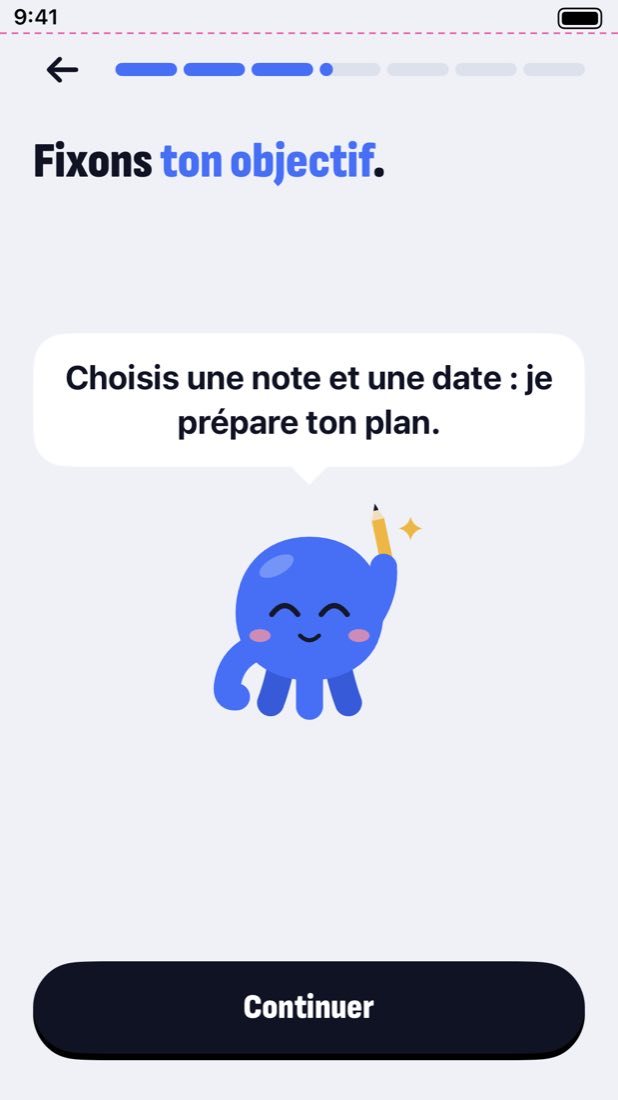 9:41
Fixons ton objectif.
Choisis une note et une date : je
prépare ton plan.
Continuer